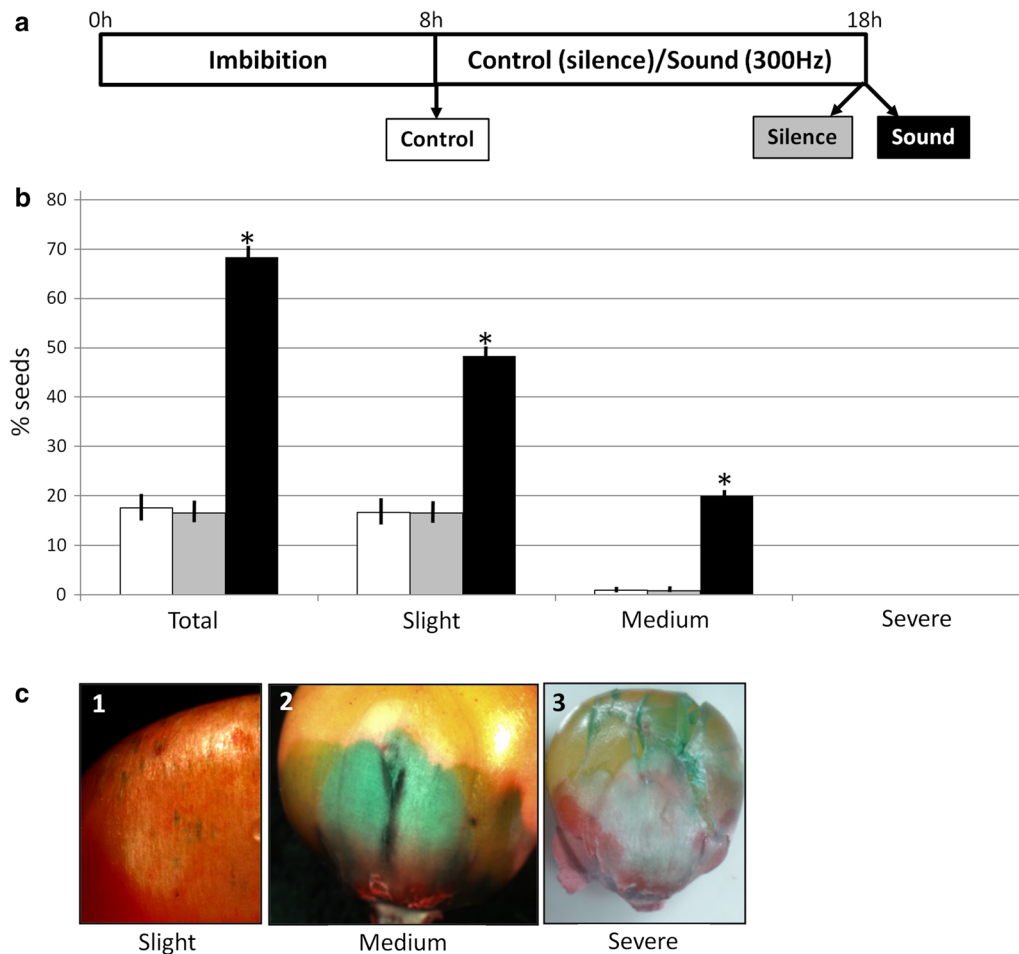 a
0h 8h 18h
Imbibition Control (silence)/Sound (300Hz)
Control Silence Sound
b
80
70
60
50
40
30
20
10
0
% seeds
*
*
*
Total Slight Medium Severe
c
1 2 3
Slight Medium Severe